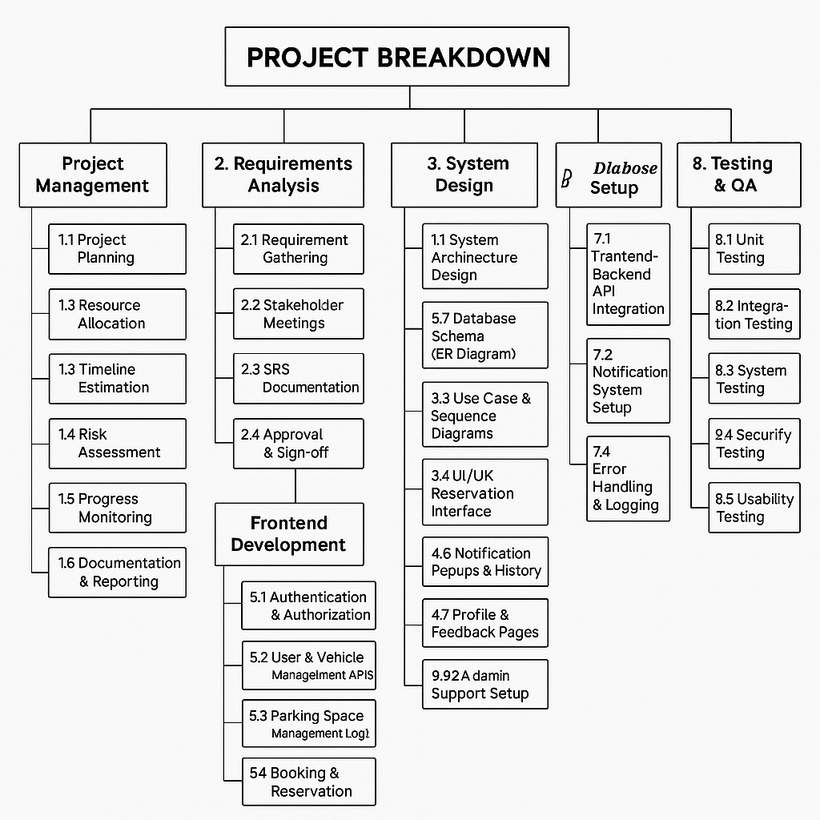 PROJECT BREAKDOWN
Project
Management
1.1 Project
Planning
1.3 Resource
Allocation
1.3 Timeline
Estimation
1.4 Risk
Assessment
1.5 Progress
Monitoring
1.6 Documentation
& Reporting
2. Requirements
Analysis
2.1 Requirement
Gathering
2.2 Stakeholder
Meetings
2.3 SRS
Documentation
2.4 Approval
& Sign-off
Frontend
Development
5.1 Authentication
& Authorization
5.2 User & Vehicle
Managelment APIS
5.3 Parking Space
Management
54 Booking &
Reservation
3. System
Design
1.1 System
Archinecture
Design
5.7 Database
Schema
(ER Diagram)
3.3 Use Case &
Sequence
Diagrams
3.4 UI/UK
Reservation
Interface
4.6 Notification
Pepups & History
4.7 Profile &
Feedback Pages
9.92 A damin
Support Setup
Dlabose
Setup
7.1
Trantend-
Backend
API
Integration
7.2
Notification
System
Setup
7.4
Error
Handling
& Logging
8. Testing
& QA
8.1 Unit
Testing
8.2 Integra-
tion Testing
8.3 System
Testing
Securify
Testing
8.5 Usability
Testing